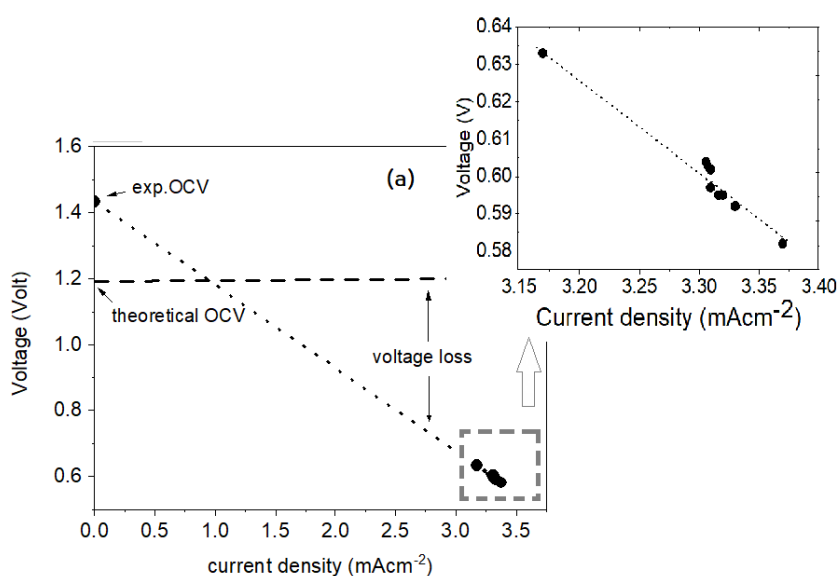 1.6
1.4
1.2
1.0
0.8
0.6
Voltage (Volt)
0.0 0.5 1.0 1.5 2.0 2.5 3.0 3.5
current density (mAcm-2)
exp.OCV
(a)
theoretical OCV
voltage loss
0.64
0.63
0.62
0.61
0.60
0.59
0.58
Voltage (V)
3.15 3.20 3.25 3.30 3.35 3.40
Current density (mAcm-2)